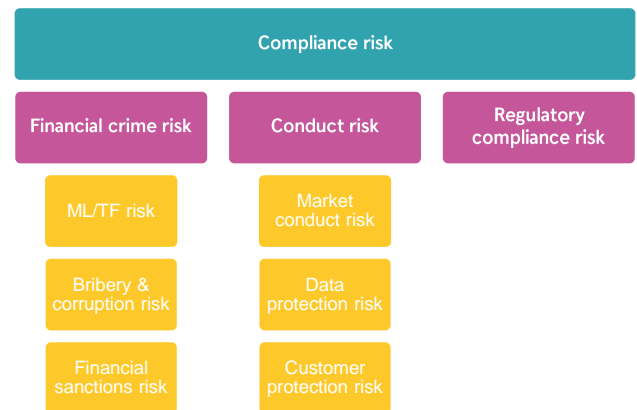 Compliance risk
Financial crime risk
Conduct risk
Regulatory
compliance risk
ML/TF risk
Market
conduct risk
Bribery &
corruption risk
Data
protection risk
Financial
sanctions risk
Customer
protection risk